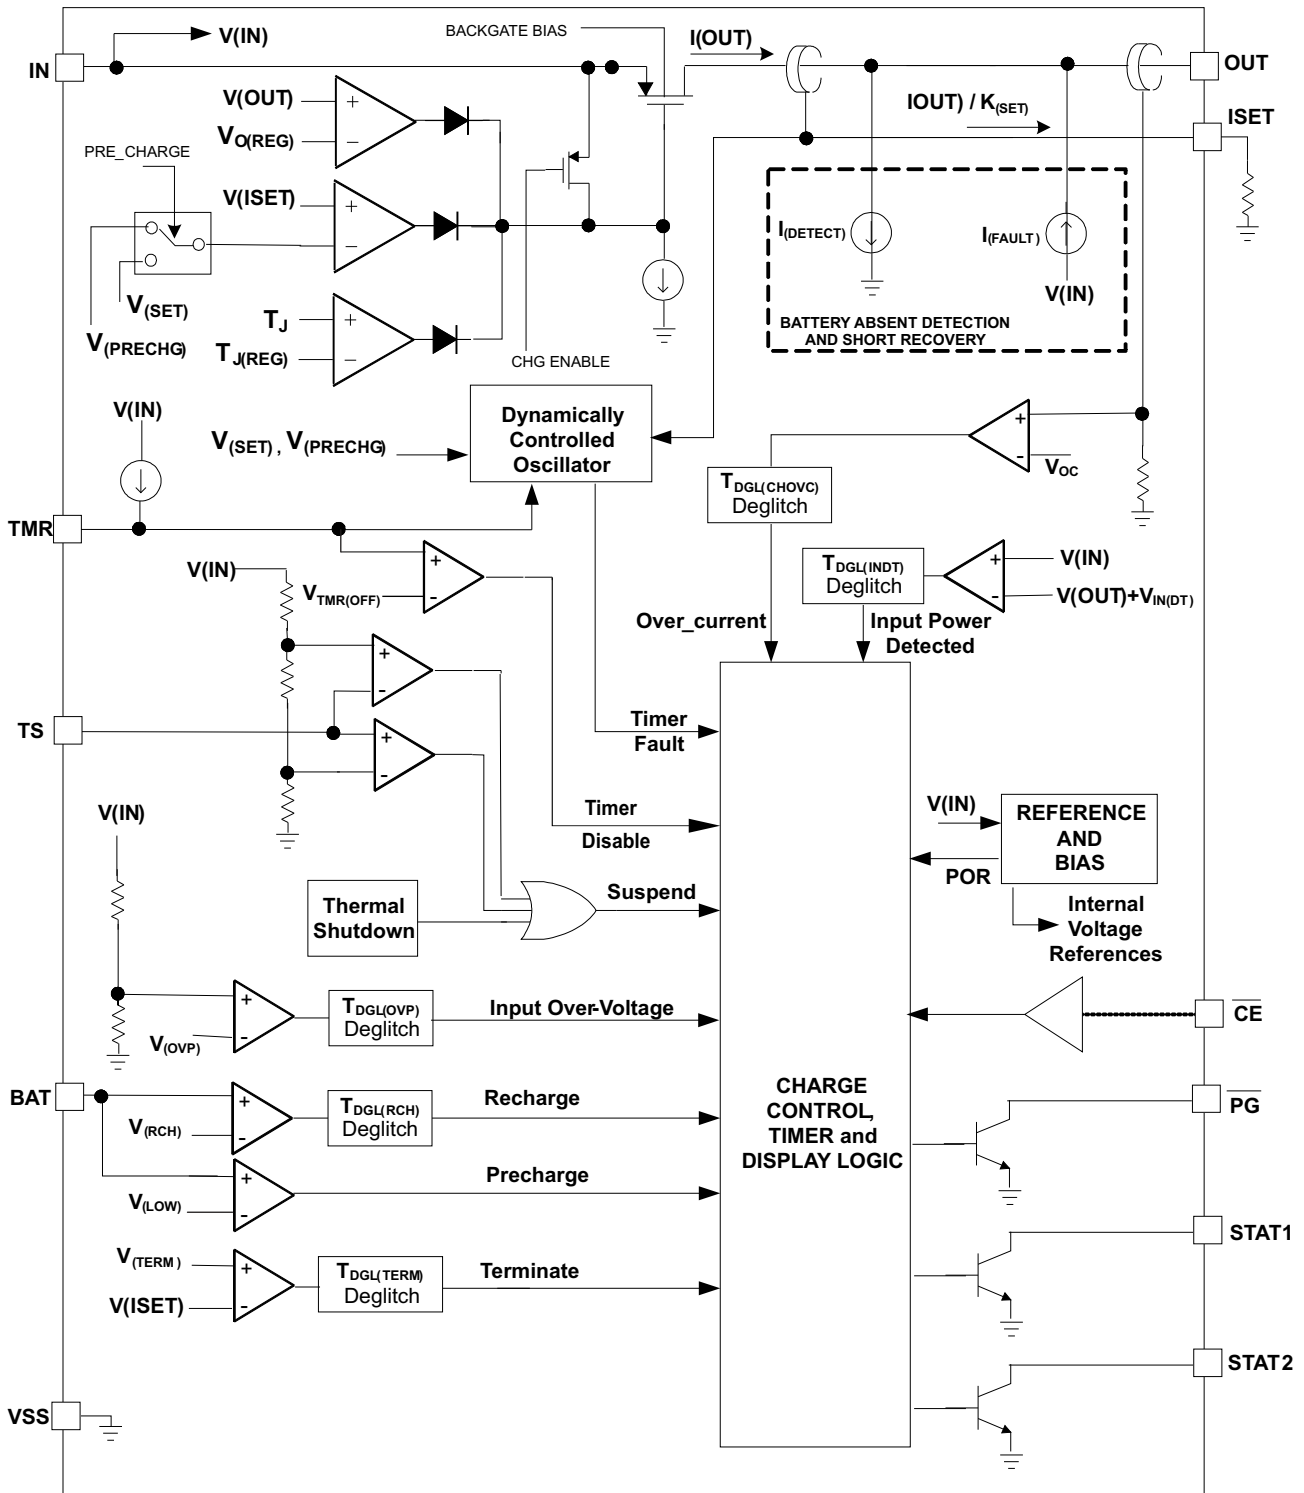 BACKGATE BIAS
V(IN)
I(OUT)
IN
OUT
V(OUT)
VO(REG)
IOUT) / K(SET)
ISET
PRE_CHARGE
V(ISET)
I(DETECT)
I(FAULT)
V(IN)
V(SET)
V(PRECHG)
TJ
TJ(REG)
BATTERY ABSENT DETECTION
AND SHORT RECOVERY
CHG ENABLE
V(IN)
Dynamically
Controlled
Oscillator
V(SET) , V(PRECHG)
VOC
TDGL(CHOVC)
Deglitch
TMR
V(IN)
VTMR(OFF)
TDGL(INDT)
Deglitch
V(IN)
V(OUT)+VIN(DT)
Over_current
Input Power
Detected
TS
Timer
Fault
V(IN)
Timer
Disable
V(IN)
REFERENCE
AND
BIAS
POR
Thermal
Shutdown
Suspend
Internal
Voltage
References
TDGL(OVP)
Deglitch
Input Over-Voltage
V(OVP)
CE
BAT
V(RCH)
TDGL(RCH)
Deglitch
Recharge
CHARGE
CONTROL,
TIMER and
DISPLAY LOGIC
PG
Precharge
V(LOW)
V(TERM)
V(ISET)
TDGL(TERM)
Deglitch
Terminate
STAT1
STAT2
VSS